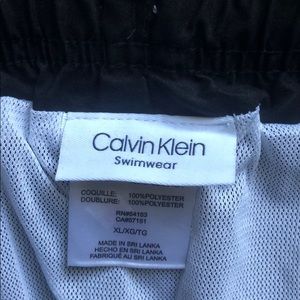 Calvin Klein
Swimwear
COQUILLE: 100%POLYESTER
DOUBLURE: 100%POLYESTER
RN#54163
CA#57151
XL/XG/TG
MADE IN SRI LANKA
HECHO EN SRI LANKA
FABRIQUÉ AU SRI LANKA